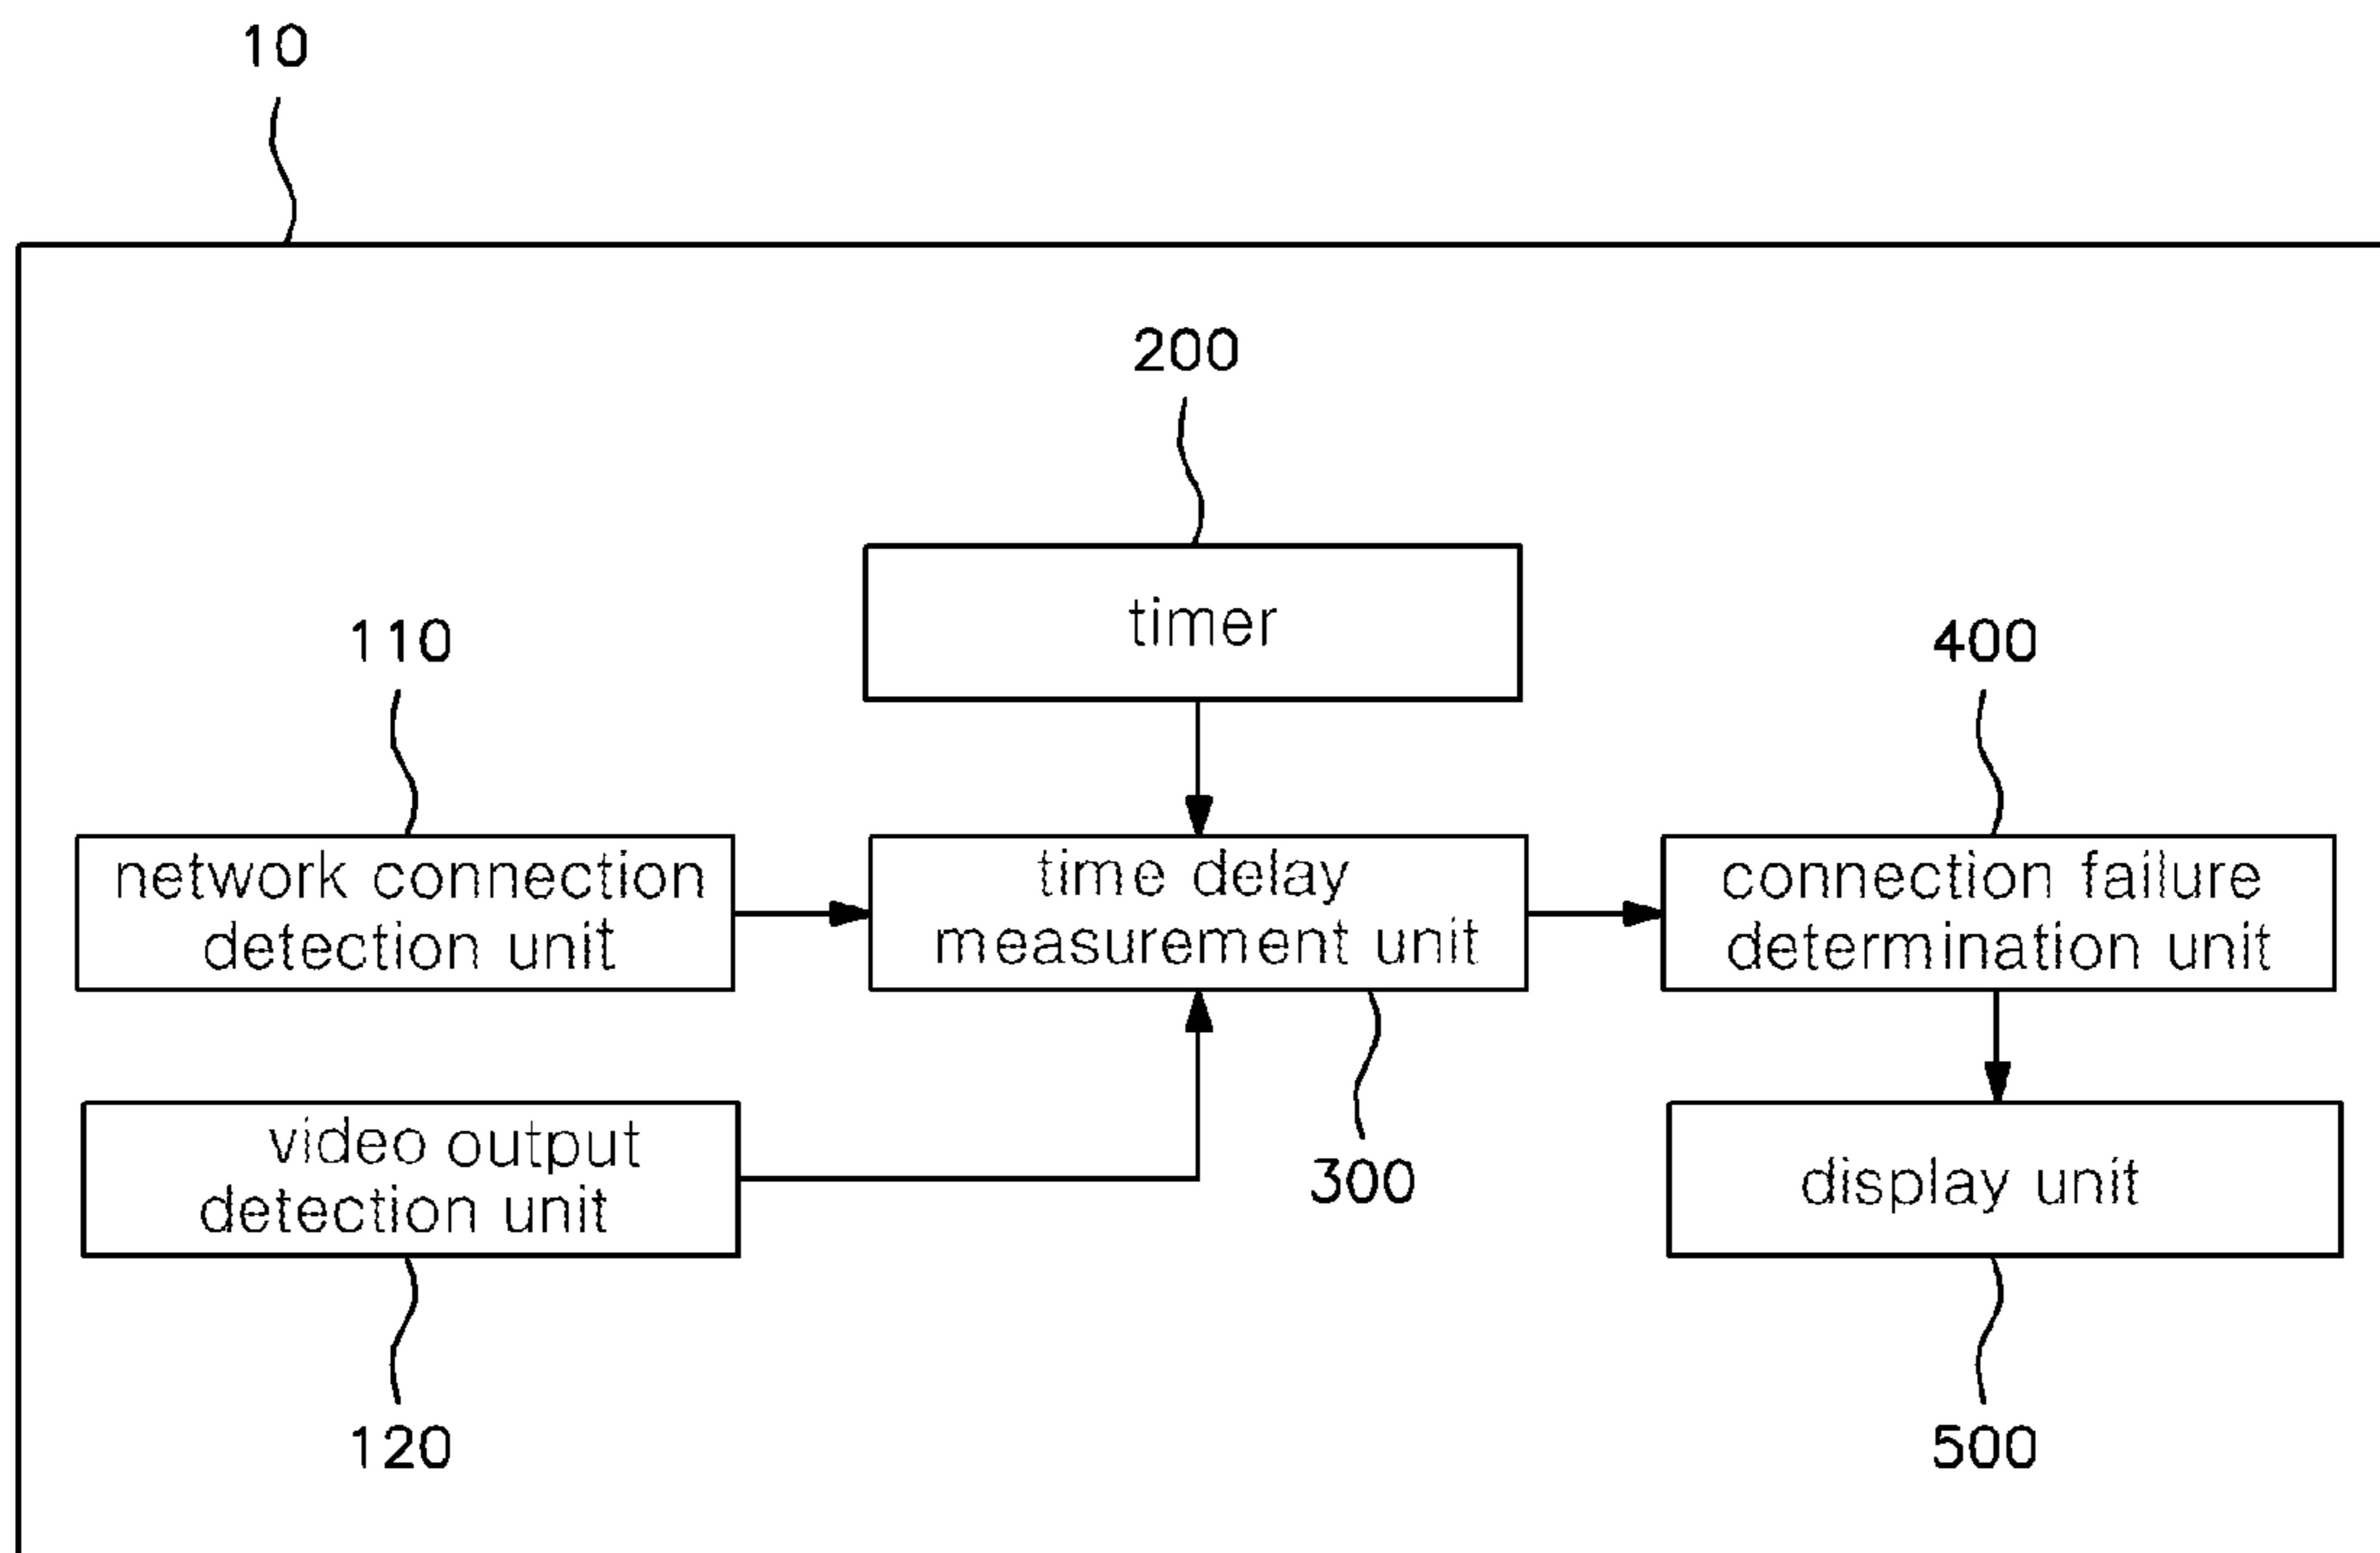 10
200
timer
110
400
network connection
detection unit
time delay
measurement unit
connection failure
determination unit
video output
detection unit
300
display unit
120
500